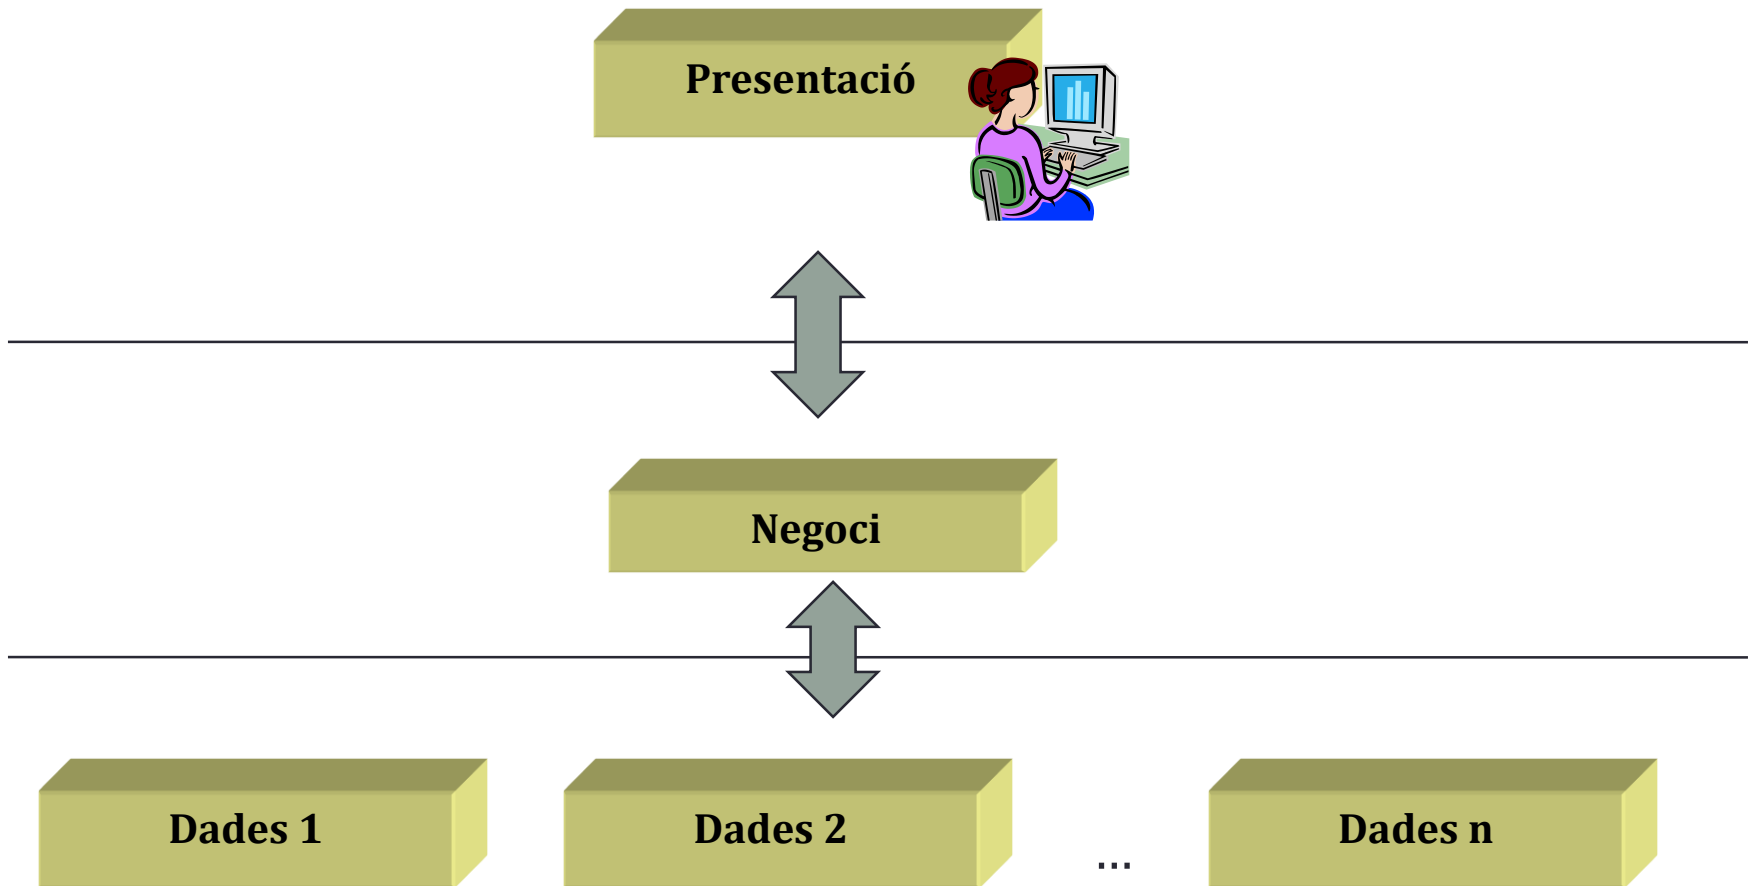 Presentació
Negoci
Dades 1
Dades 2
...
Dades n